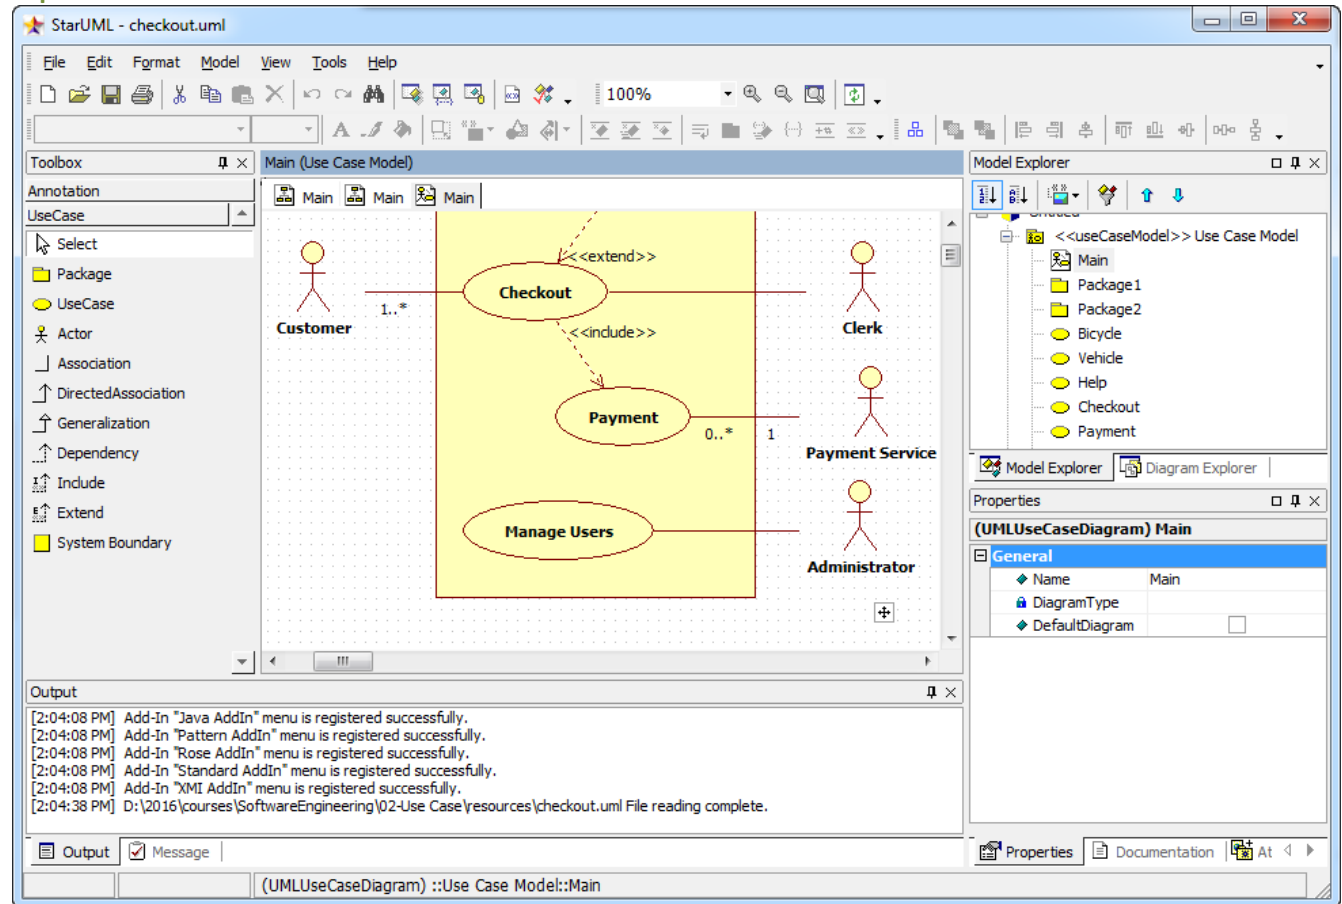 StarUML - checkout.uml
File Edit Format Model View Tools Help
100%
Toolbox
Annotation
UseCase
Select
Package
UseCase
Actor
Association
DirectedAssociation
Generalization
Dependency
Include
Extend
System Boundary
Main (Use Case Model)
Main Main Main
<<extend>>
Checkout
1..*
Customer
Clerk
<<include>>
Payment
0..* 1
Payment Service
Manage Users
Administrator
Model Explorer
Untitled
<<useCaseModel>> Use Case Model
Main
Package1
Package2
Bicycle
Vehicle
Help
Checkout
Payment
Model Explorer Diagram Explorer
Properties
(UMLUseCaseDiagram) Main
General
Name Main
DiagramType
DefaultDiagram
Properties Documentation At
Output
[2:04:08 PM] Add-In "Java AddIn" menu is registered successfully.
[2:04:08 PM] Add-In "Pattern AddIn" menu is registered successfully.
[2:04:08 PM] Add-In "Rose AddIn" menu is registered successfully.
[2:04:08 PM] Add-In "Standard AddIn" menu is registered successfully.
[2:04:08 PM] Add-In "XMI AddIn" menu is registered successfully.
[2:04:38 PM] D:\2016\courses\SoftwareEngineering\02-Use Case\resources\checkout.uml File reading complete.
Output Message
(UMLUseCaseDiagram) ::Use Case Model::Main